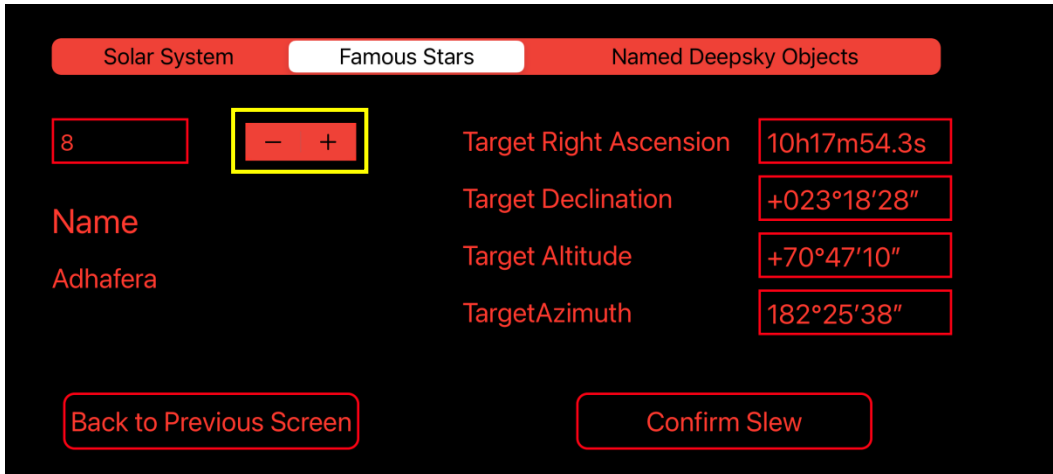 Solar System Famous Stars Named Deepsky Objects
8 − + Target Right Ascension 10h17m54.3s
Target Declination +023°18′28″
Name
Target Altitude +70°47′10″
Adhafera
TargetAzimuth 182°25′38″
Back to Previous Screen Confirm Slew